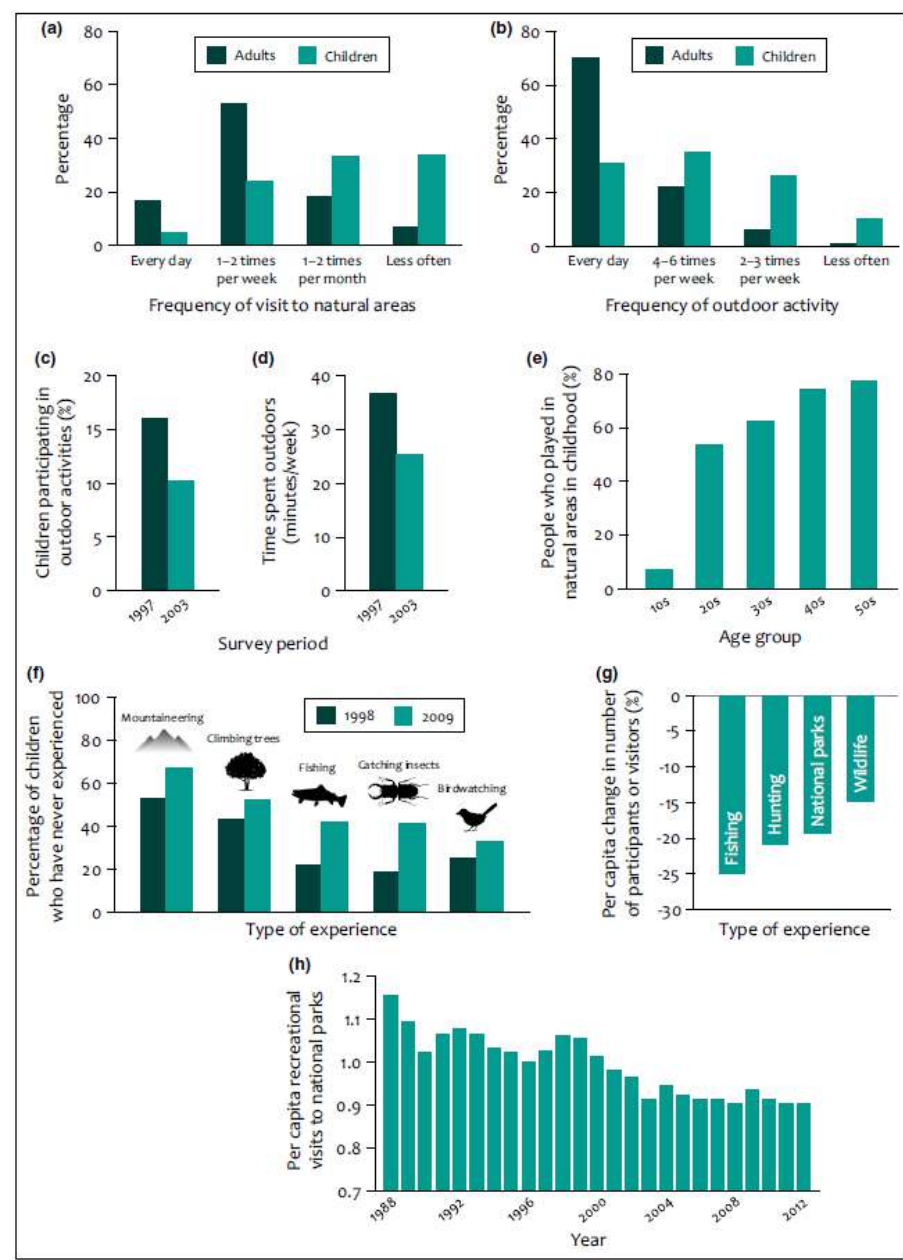 (a)
80
60
40
20
0
Percentage
Adults
Children
Every day
1–2 times
per week
1–2 times
per month
Less often
Frequency of visit to natural areas
(b)
80
60
40
20
0
Percentage
Adults
Children
Every day
4–6 times
per week
2–3 times
per week
Less often
Frequency of outdoor activity
(c)
20
15
10
5
0
Children participating in
outdoor activities (%)
1997
2003
(d)
40
30
20
10
0
Time spent outdoors
(minutes/week)
1997
2003
Survey period
(e)
80
60
40
20
0
People who played in
natural areas in childhood (%)
10s
20s
30s
40s
50s
Age group
(f)
100
80
60
40
20
0
Percentage of children
who have never experienced
1998
2009
Mountaineering
Climbing trees
Fishing
Catching insects
Birdwatching
Type of experience
(g)
0
-5
-10
-15
-20
-25
-30
Per capita change in number
of participants or visitors (%)
Fishing
Hunting
National parks
Wildlife
Type of experience
(h)
1.2
1.1
1.0
0.9
0.8
0.7
Per capita recreational
visits to national parks
1988
1992
1996
2000
2004
2008
2012
Year